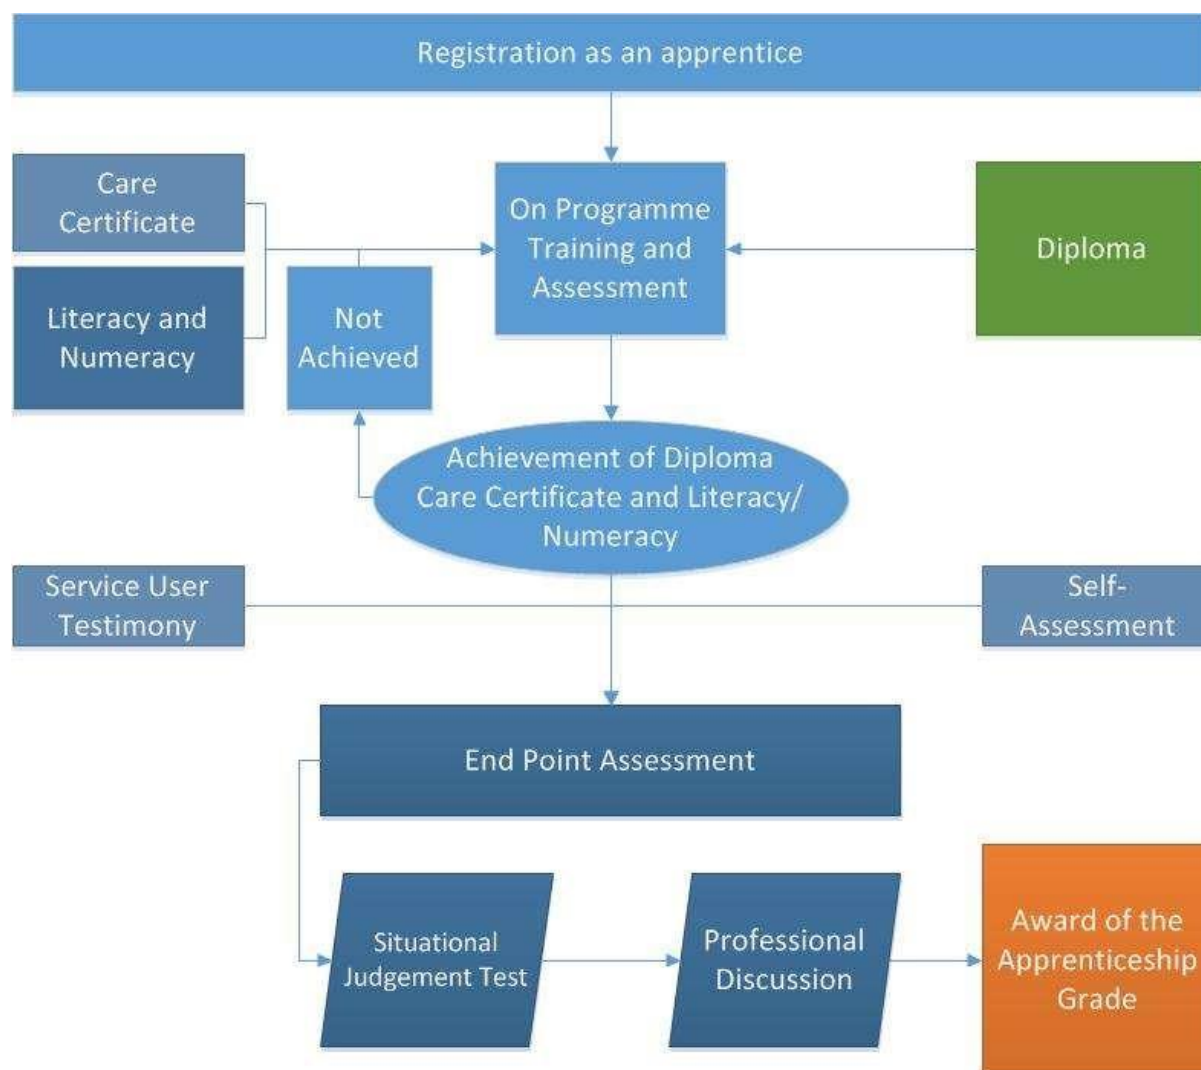 Registration as an apprentice
Care
Certificate
On Programme
Training and
Assessment
Diploma
Literacy and
Numeracy
Not
Achieved
Achievement of Diploma
Care Certificate and Literacy/
Numeracy
Service User
Testimony
Self-
Assessment
End Point Assessment
Situational
Judgement Test
Professional
Discussion
Award of the
Apprenticeship
Grade